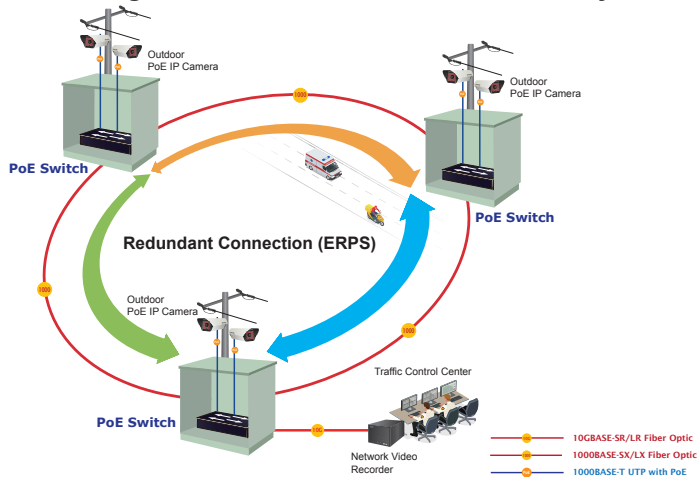 Outdoor
PoE IP Camera
1000
Outdoor
PoE IP Camera
PoE Switch
PoE Switch
Redundant Connection (ERPS)
1000
Outdoor
PoE IP Camera
1000
Traffic Control Center
PoE Switch
10G
Network Video
Recorder
10GBASE-SR/LR Fiber Optic
1000BASE-SX/LX Fiber Optic
1000BASE-T UTP with PoE